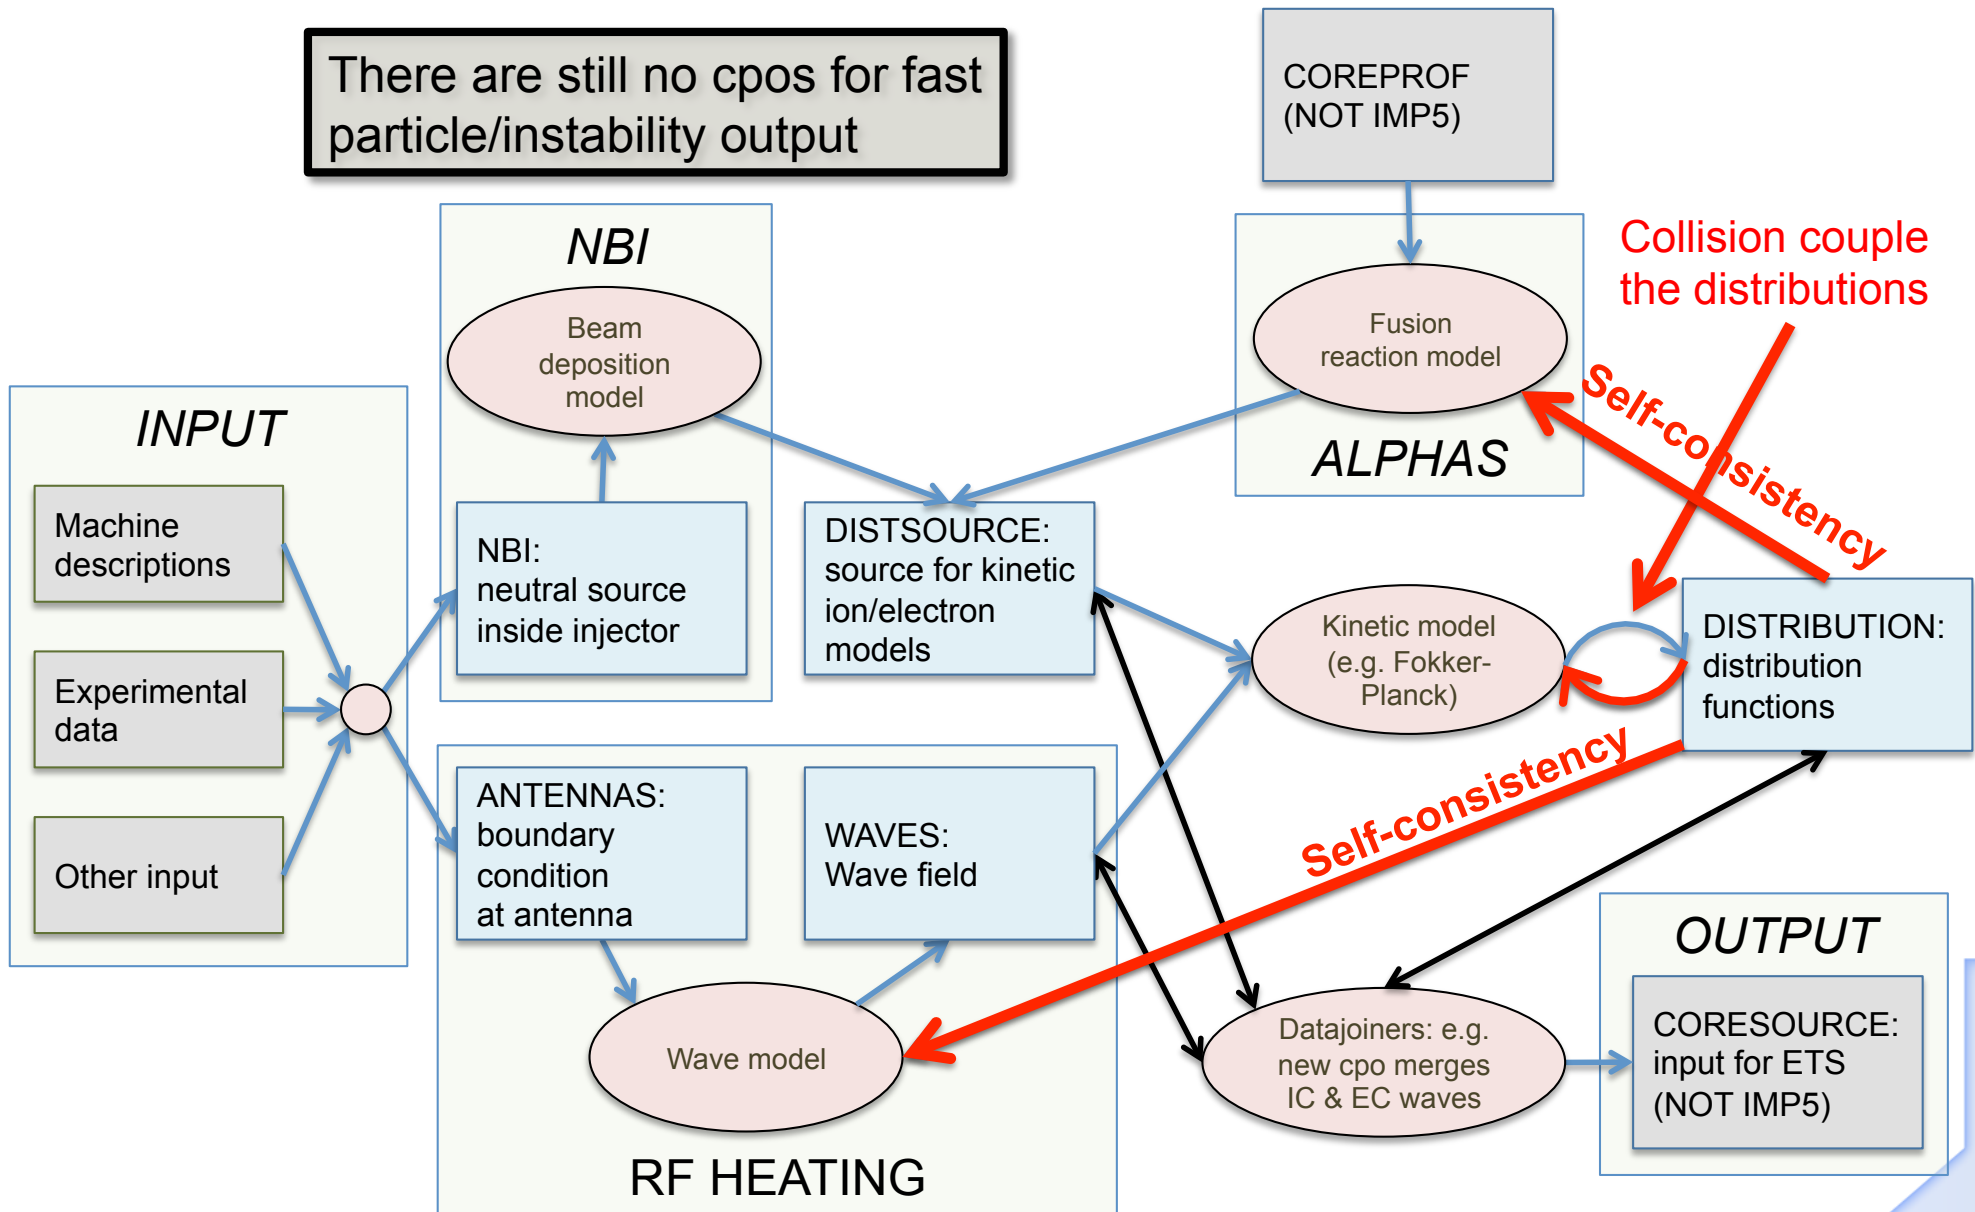 There are still no cpos for fast
particle/instability output
COREPROF
(NOT IMP5)
NBI
Beam
deposition
model
Fusion
reaction model
ALPHAS
Collision couple
the distributions
Self-consistency
INPUT
Machine
descriptions
Experimental
data
Other input
NBI:
neutral source
inside injector
DISTSOURCE:
source for kinetic
ion/electron
models
Kinetic model
(e.g. Fokker-
Planck)
DISTRIBUTION:
distribution
functions
Self-consistency
ANTENNAS:
boundary
condition
at antenna
WAVES:
Wave field
Wave model
RF HEATING
Datajoiners: e.g.
new cpo merges
IC & EC waves
OUTPUT
CORESOURCE:
input for ETS
(NOT IMP5)